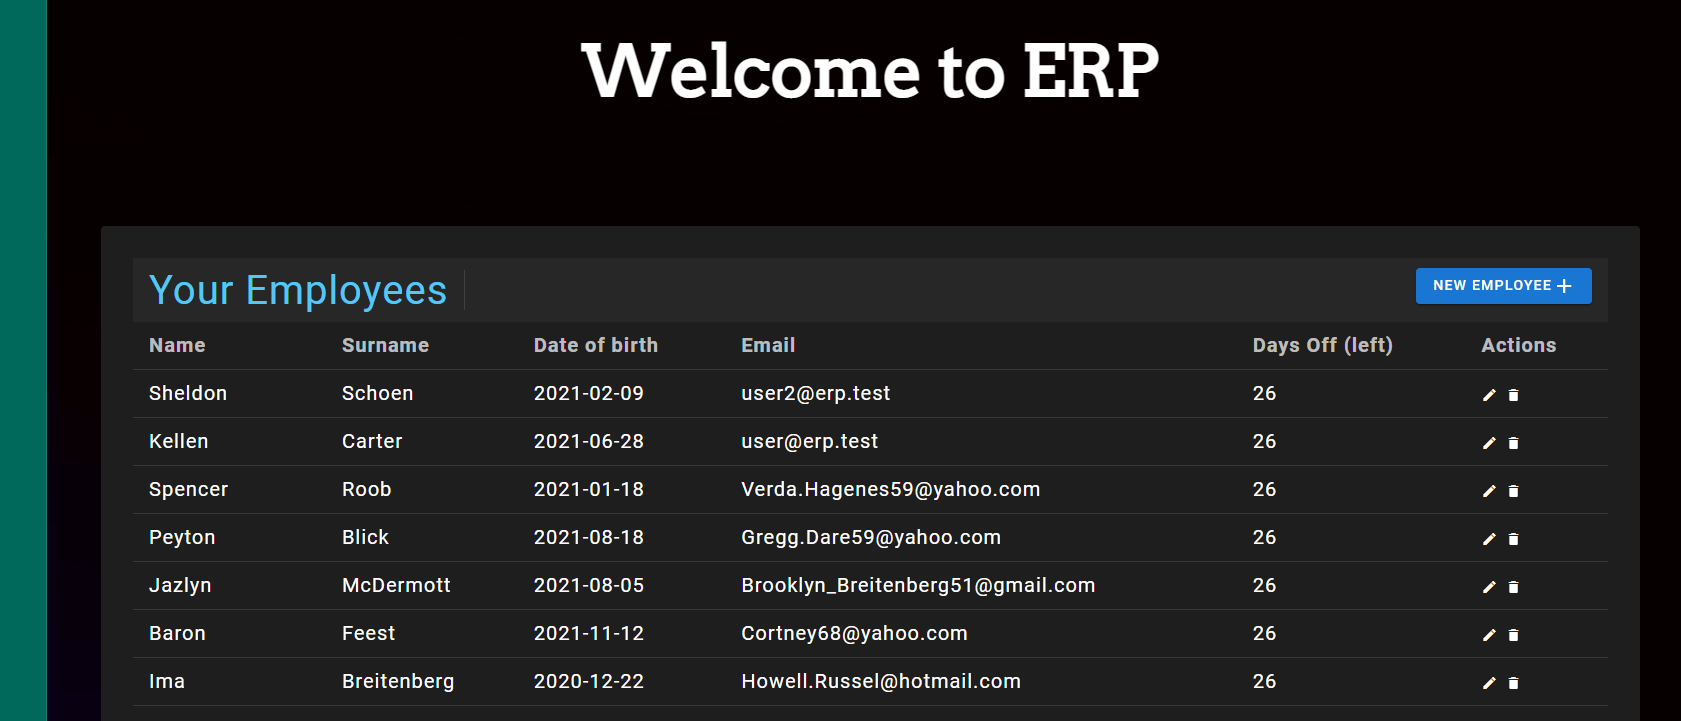 Welcome to ERP
Your Employees
NEW EMPLOYEE +
Name Surname Date of birth Email Days Off (left) Actions
Sheldon Schoen 2021-02-09 user2@erp.test 26
Kellen Carter 2021-06-28 user@erp.test 26
Spencer Roob 2021-01-18 Verda.Hagenes59@yahoo.com 26
Peyton Blick 2021-08-18 Gregg.Dare59@yahoo.com 26
Jazlyn McDermott 2021-08-05 Brooklyn_Breitenberg51@gmail.com 26
Baron Feest 2021-11-12 Cortney68@yahoo.com 26
Ima Breitenberg 2020-12-22 Howell.Russel@hotmail.com 26